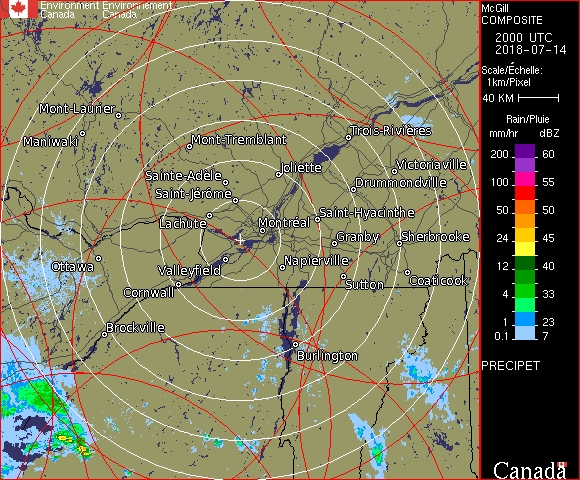 Environment Environnement
Canada Canada
McGill
COMPOSITE
2000 UTC
2018-07-14
Scale/Échelle:
1km/Pixel
40 KM
Rain/Pluie
mm/hr dBZ
200 60
55
100 55
50 50
24 45
12 40
4 33
1 23
0.1 7
PRECIPET
Canada
Mont-Laurier
Maniwaki
Mont-Tremblant
Trois-Rivières
Joliette
Victoriaville
Sainte-Adèle
Drummondville
Saint-Jérôme
Lachute
Saint-Hyacinthe
Montréal
Granby
Sherbrooke
Ottawa
Valleyfield
Napierville
Cornwall
Sutton
Coaticook
Brockville
Burlington